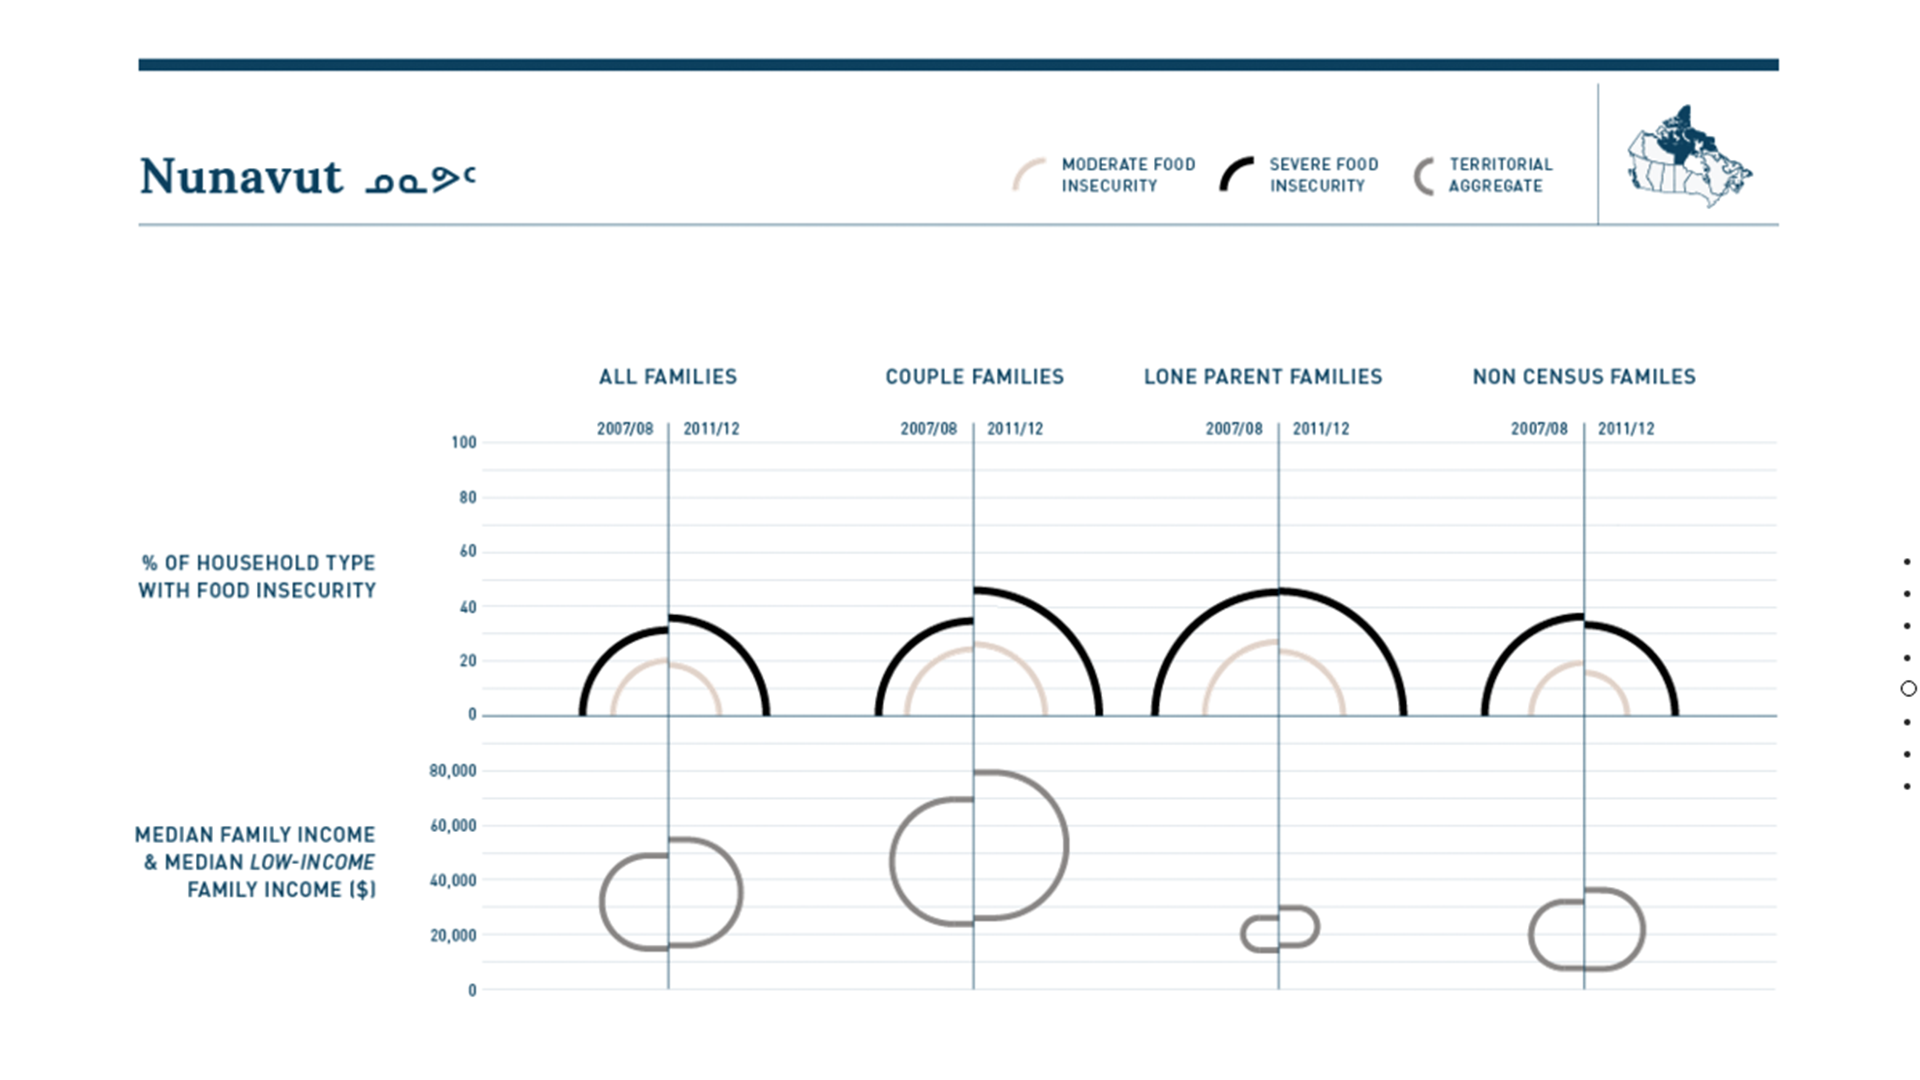 Nunavut ᓄᓇᕗᑦ
MODERATE FOOD
INSECURITY
SEVERE FOOD
INSECURITY
TERRITORIAL
AGGREGATE
ALL FAMILIES
COUPLE FAMILIES
LONE PARENT FAMILIES
NON CENSUS FAMILES
2007/08 2011/12
2007/08 2011/12
2007/08 2011/12
2007/08 2011/12
% OF HOUSEHOLD TYPE
WITH FOOD INSECURITY
100
80
60
40
20
0
MEDIAN FAMILY INCOME
& MEDIAN LOW-INCOME
FAMILY INCOME ($)
80,000
60,000
40,000
20,000
0